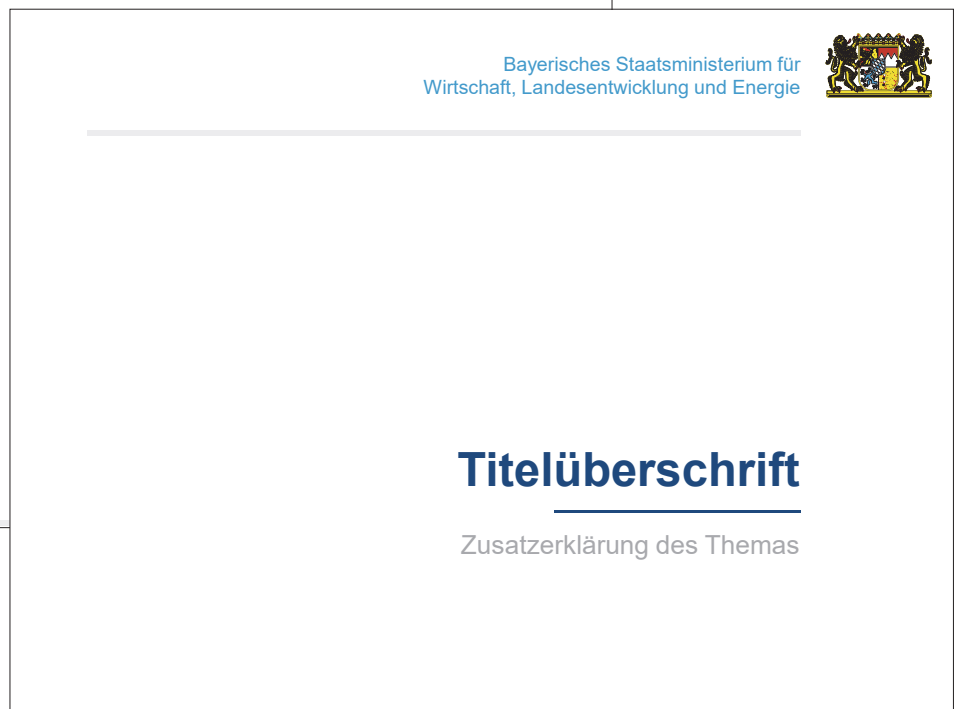 Bayerisches Staatsministerium für
Wirtschaft, Landesentwicklung und Energie
Titelüberschrift
Zusatzerklärung des Themas